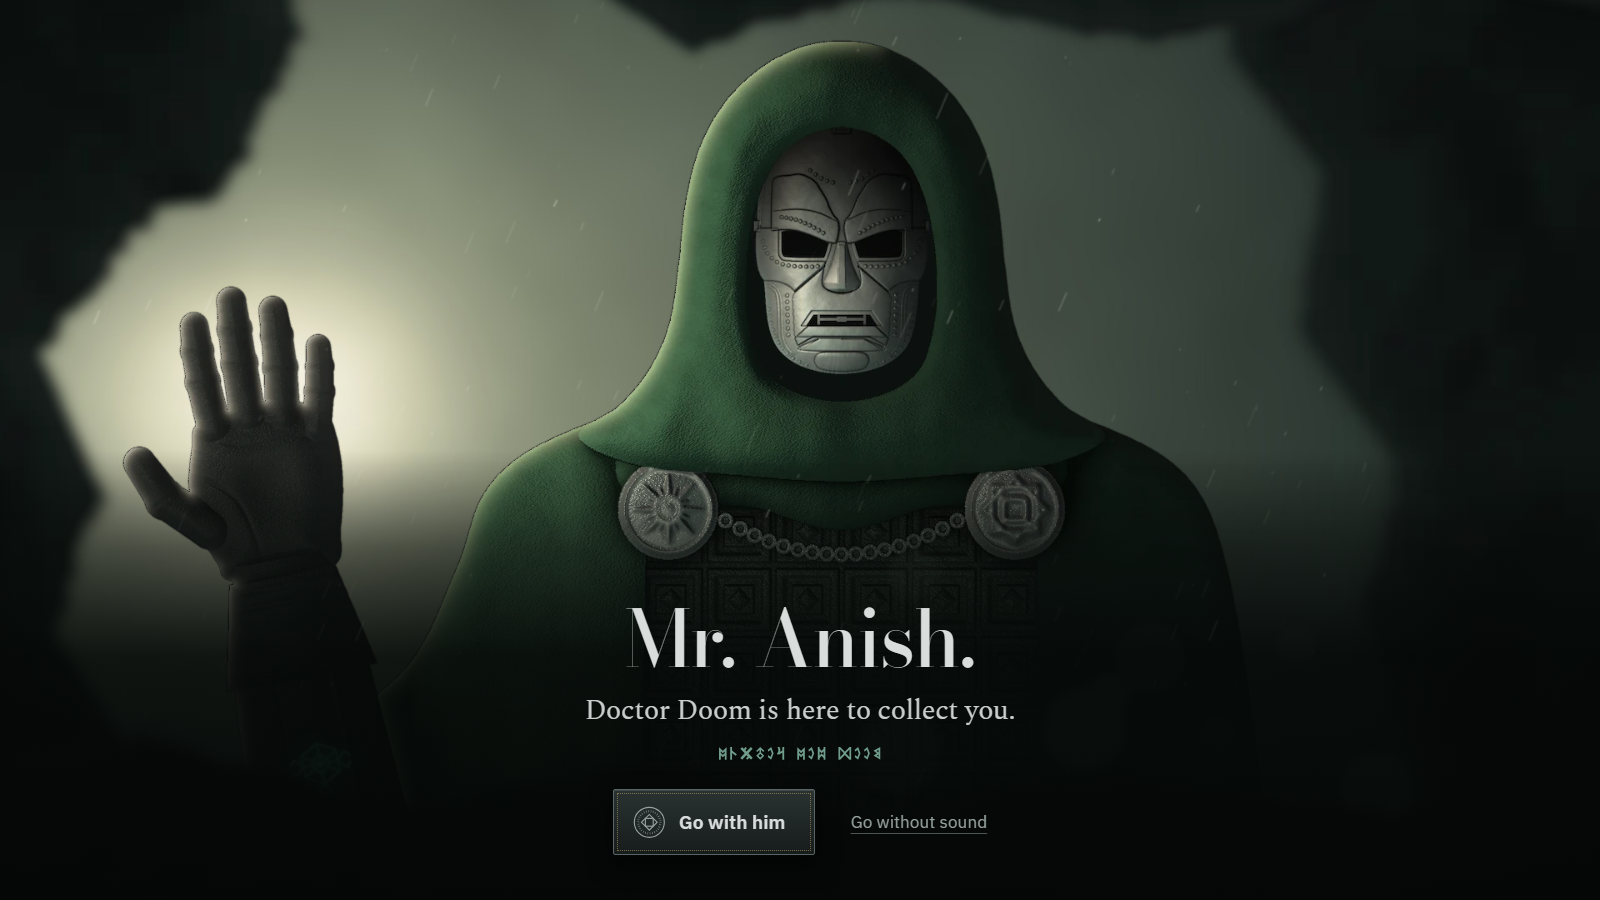 Mr. Anish.
Doctor Doom is here to collect you.
Go with him
Go without sound